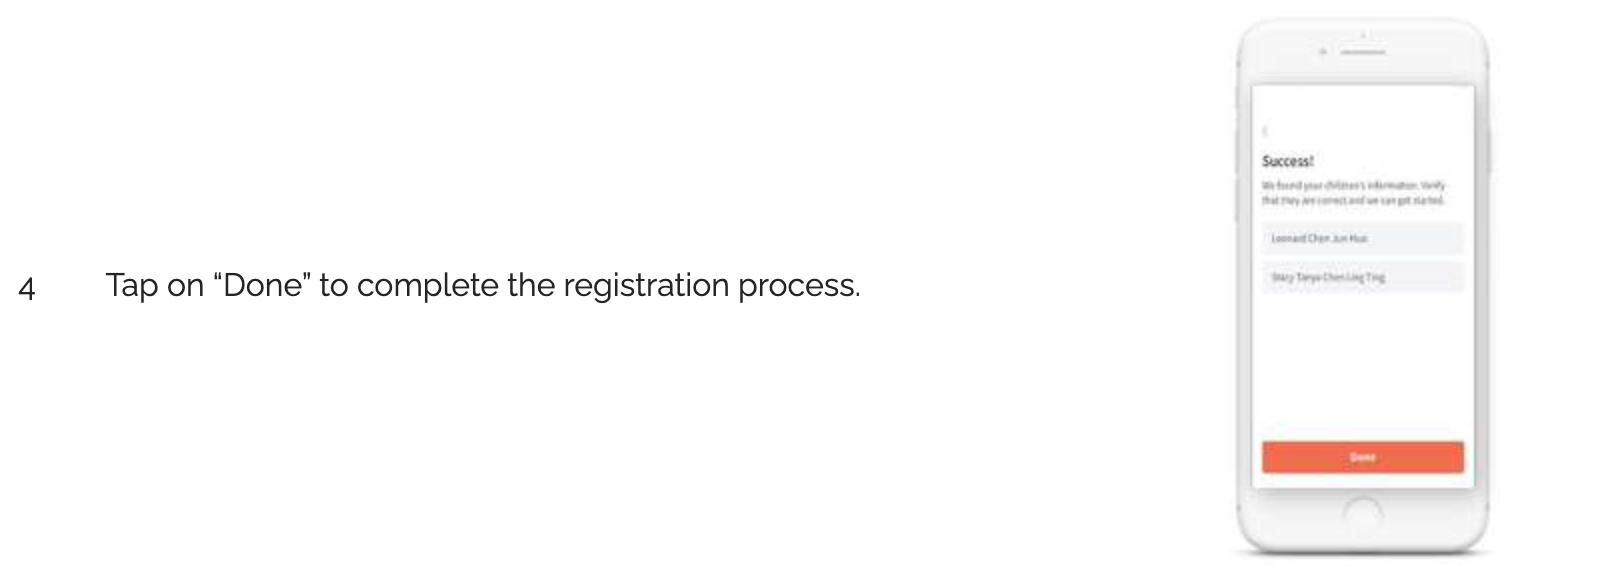 4 Tap on “Done” to complete the registration process.
Success!
We found your children's information. Verify
that they are correct and we can get started.
Leonard Chen Jun Hua
Stacy Tanya Chen Ling Ting
Done